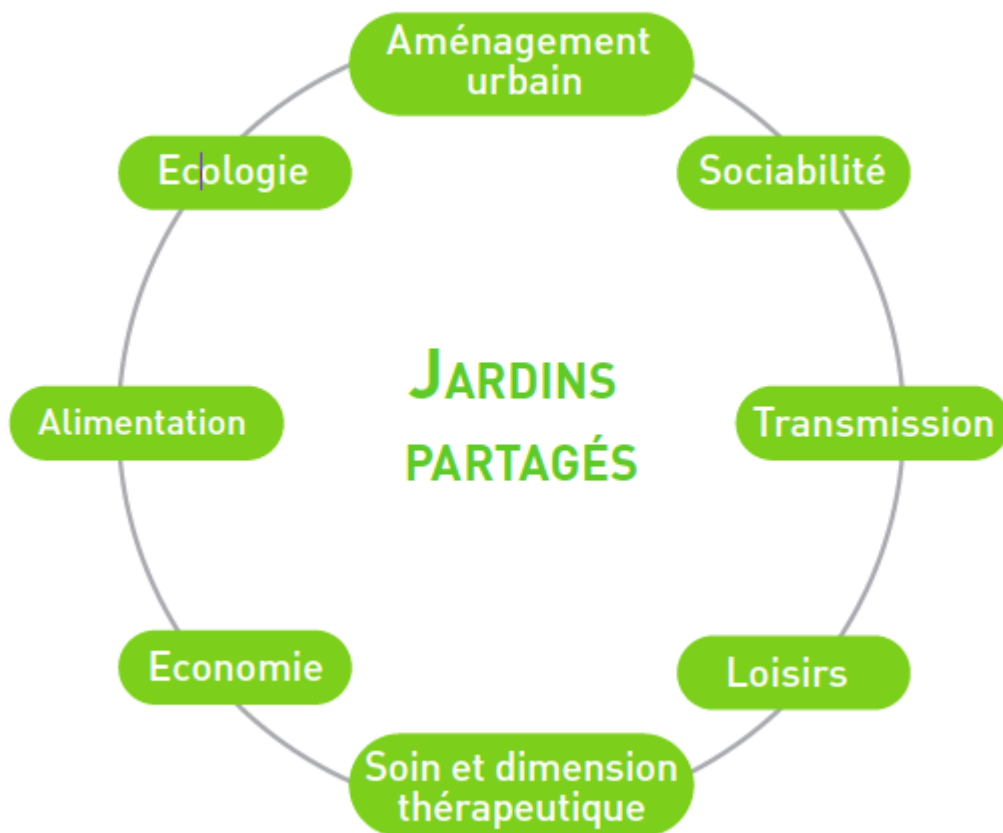 Aménagement
urbain
Ecologie
Sociabilité
JARDINS
PARTAGÉS
Alimentation
Transmission
Economie
Loisirs
Soin et dimension
thérapeutique